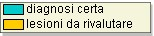 diagnosi certa
lesioni da rivalutare